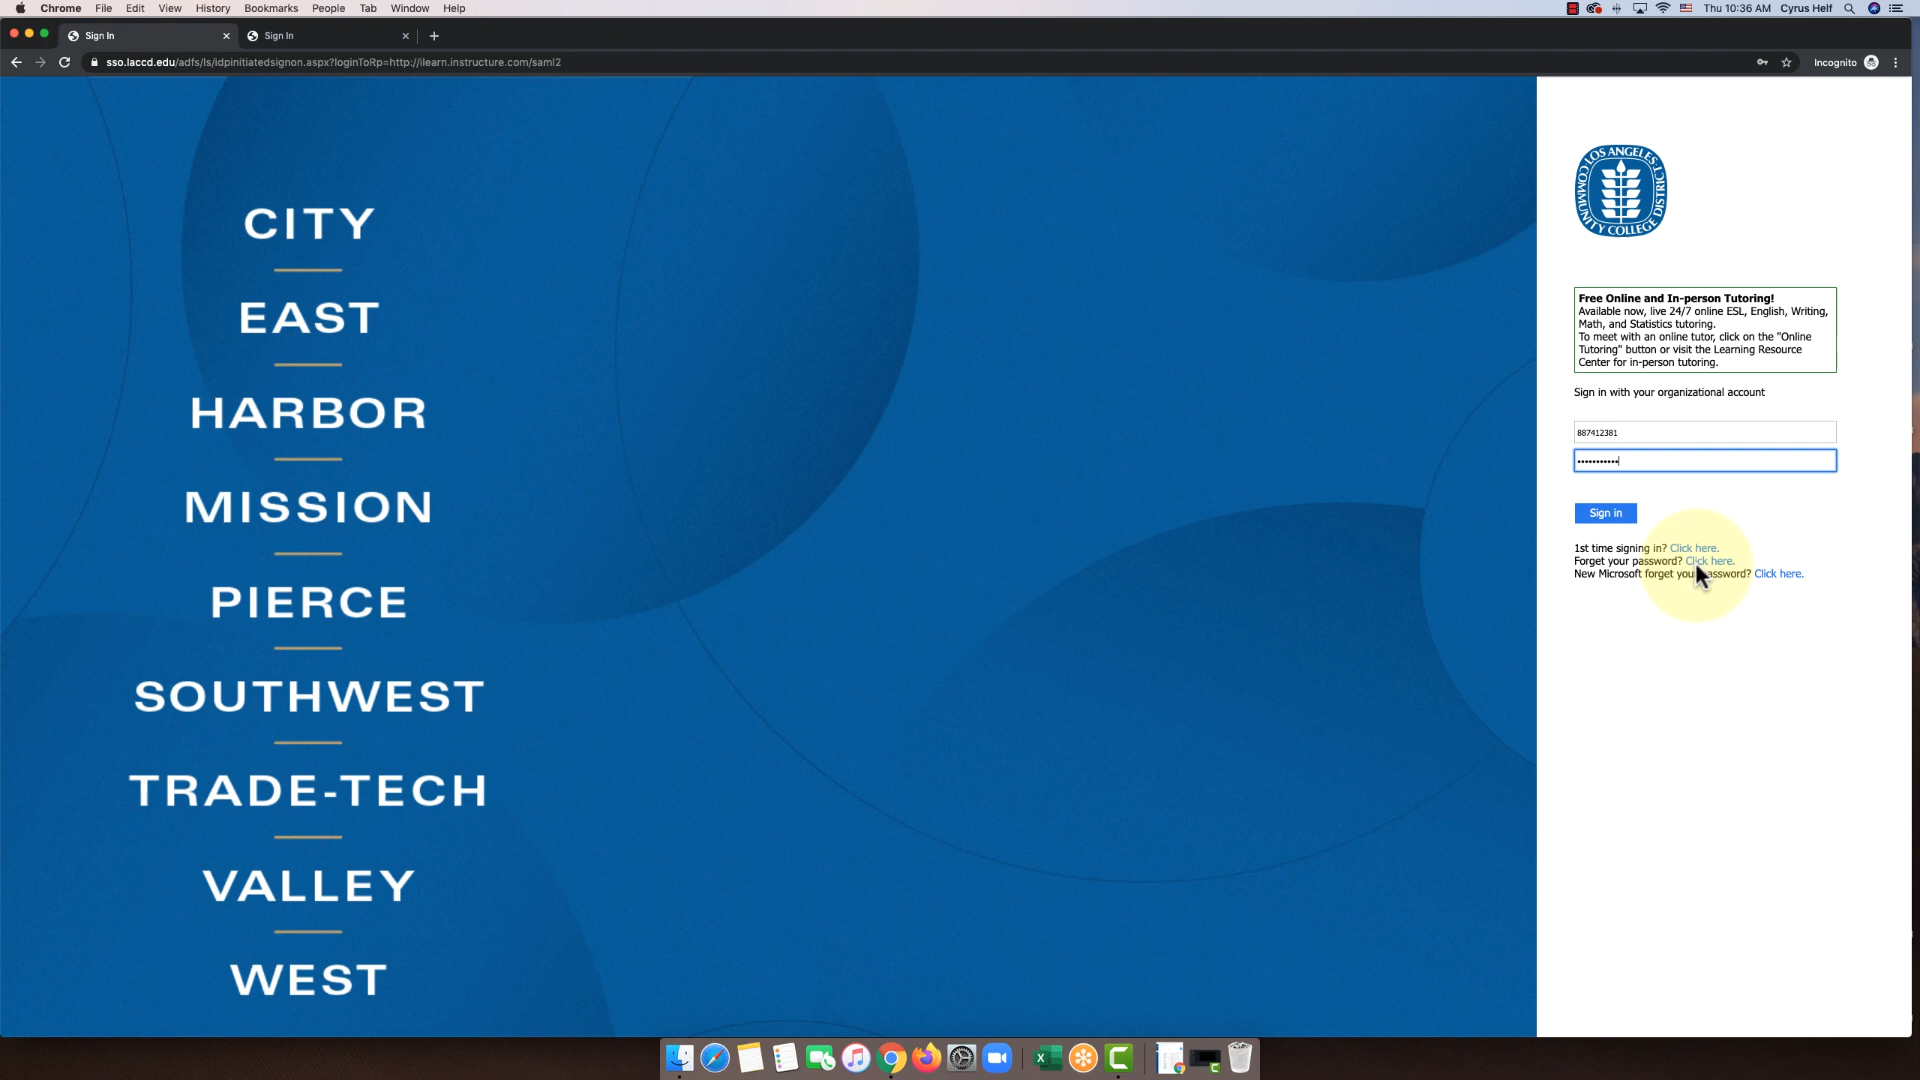 Chrome File Edit View History Bookmarks People Tab Window Help
Thu 10:36 AM Cyrus Helf
Sign In
Sign In
sso.laccd.edu/adfs/ls/idpinitiatedsignon.aspx?loginToRp=http://ilearn.instructure.com/saml2
Incognito
CITY
EAST
HARBOR
MISSION
PIERCE
SOUTHWEST
TRADE-TECH
VALLEY
WEST
LOS ANGELES
COMMUNITY COLLEGE DISTRICT
Free Online and In-person Tutoring!
Available now, live 24/7 online ESL, English, Writing,
Math, and Statistics tutoring.
To meet with an online tutor, click on the "Online
Tutoring" button or visit the Learning Resource
Center for in-person tutoring.
Sign in with your organizational account
887412381
•••••••••••
Sign in
1st time signing in? Click here.
Forget your password? Click here.
New Microsoft forget your password? Click here.